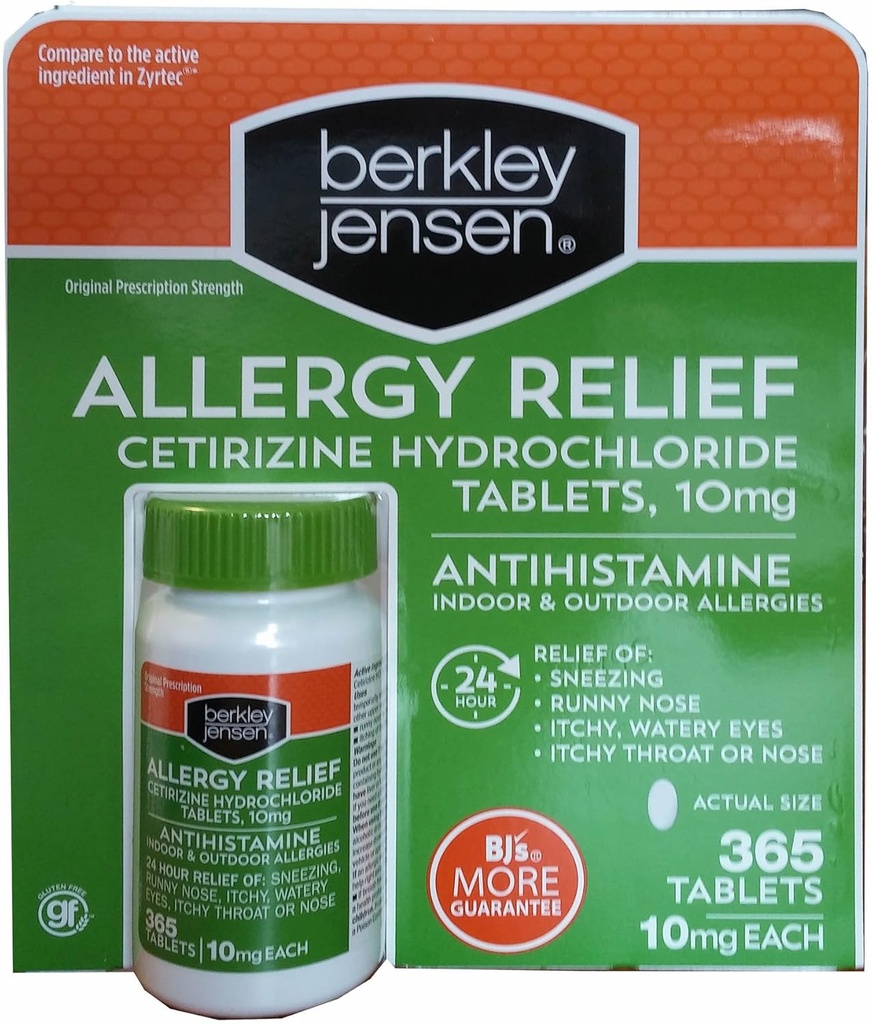 Compare to the active
ingredient in Zyrtec®*
berkley
jensen®
Original Prescription Strength
ALLERGY RELIEF
CETIRIZINE HYDROCHLORIDE
TABLETS, 10mg
ANTIHISTAMINE
INDOOR & OUTDOOR ALLERGIES
24
HOUR
RELIEF OF:
• SNEEZING
• RUNNY NOSE
• ITCHY, WATERY EYES
• ITCHY THROAT OR NOSE
ACTUAL SIZE
BJ's®
MORE
GUARANTEE
365
TABLETS
10mg EACH
GLUTEN FREE
gf
Original Prescription
Strength
berkley
jensen
ALLERGY RELIEF
CETIRIZINE HYDROCHLORIDE
TABLETS, 10mg
ANTIHISTAMINE
INDOOR & OUTDOOR ALLERGIES
24 HOUR RELIEF OF: SNEEZING,
RUNNY NOSE, ITCHY, WATERY
EYES, ITCHY THROAT OR NOSE
365
TABLETS
10mg EACH
Uses